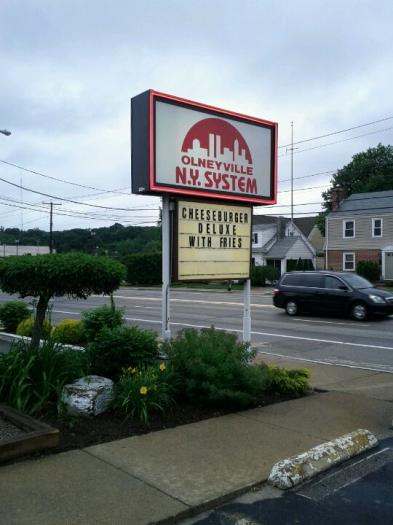 OLNEYVILLE
N.Y. SYSTEM
CHEESEBURGER
DELUXE
WITH FRIES